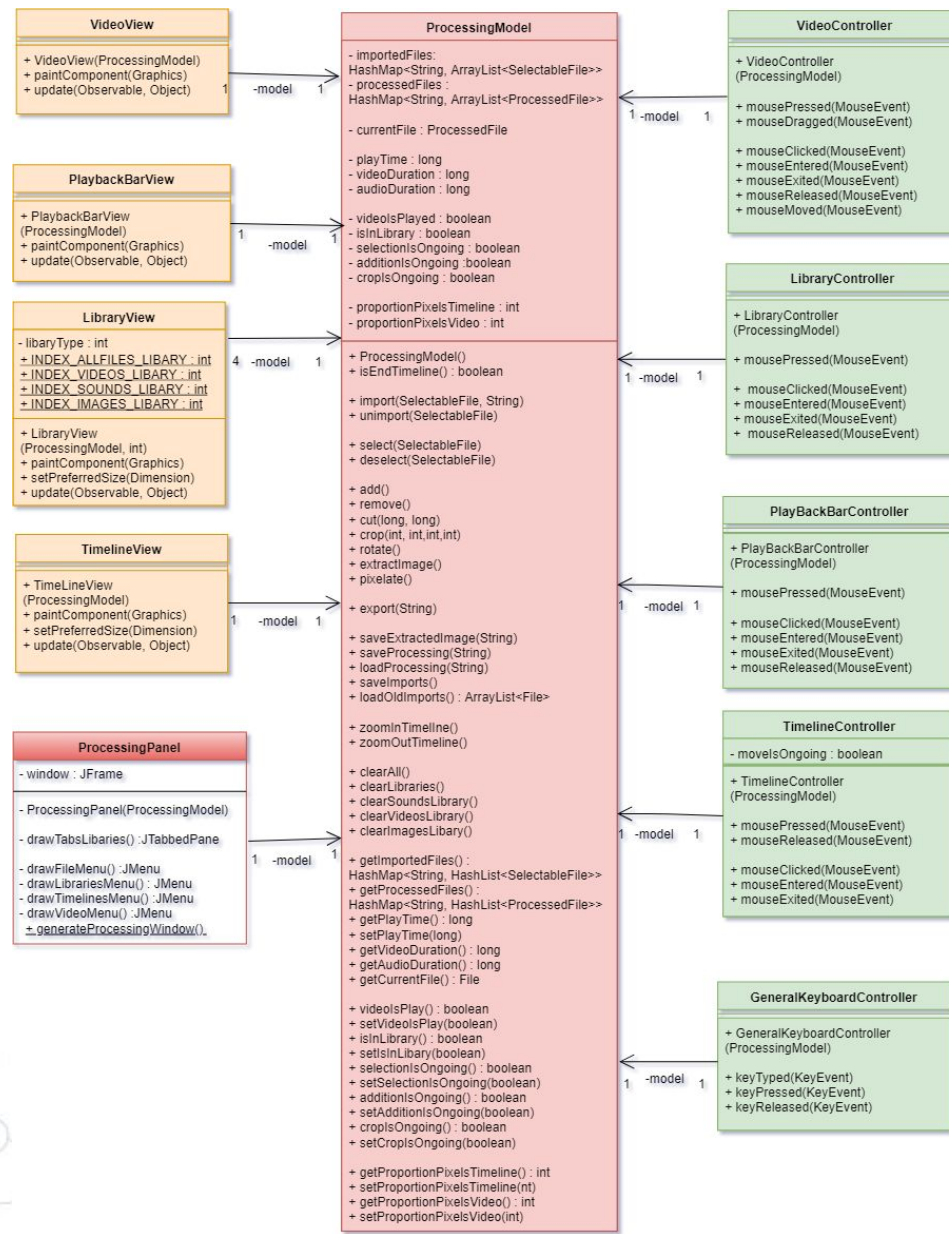 VideoView
+ VideoView(ProcessingModel)
+ paintComponent(Graphics)
+ update(Observable, Object)
1 -model 1
PlaybackBarView
+ PlaybackBarView
(ProcessingModel)
+ paintComponent(Graphics)
+ update(Observable, Object)
1 -model 1
LibraryView
- libaryType : int
+ INDEX_ALLFILES_LIBARY : int
+ INDEX_VIDEOS_LIBARY : int
+ INDEX_SOUNDS_LIBARY : int
+ INDEX_IMAGES_LIBARY : int
+ LibraryView
(ProcessingModel, int)
+ paintComponent(Graphics)
+ setPreferredSize(Dimension)
+ update(Observable, Object)
4 -model 1
TimelineView
+ TimeLineView
(ProcessingModel)
+ paintComponent(Graphics)
+ setPreferredSize(Dimension)
+ update(Observable, Object)
1 -model 1
ProcessingPanel
- window : JFrame
- ProcessingPanel(ProcessingModel)
- drawTabsLibaries() :JTabbedPane
- drawFileMenu() :JMenu
- drawLibrariesMenu() : JMenu
- drawTimelinesMenu() :JMenu
- drawVideoMenu() :JMenu
+ generateProcessingWindow()
1 -model 1
ProcessingModel
- importedFiles:
HashMap<String, ArrayList<SelectableFile>>
- processedFiles :
HashMap<String, ArrayList<ProcessedFile>>
- currentFile : ProcessedFile
- playTime : long
- videoDuration : long
- audioDuration : long
- videoIsPlayed : boolean
- isInLibrary : boolean
- selectionIsOngoing : boolean
- additionIsOngoing :boolean
- cropIsOngoing : boolean
- proportionPixelsTimeline : int
- proportionPixelsVideo : int
+ ProcessingModel()
+ isEndTimeline() : boolean
+ import(SelectableFile, String)
+ unimport(SelectableFile)
+ select(SelectableFile)
+ deselect(SelectableFile)
+ add()
+ remove()
+ cut(long, long)
+ crop(int, int,int,int)
+ rotate()
+ extractImage()
+ pixelate()
+ export(String)
+ saveExtractedImage(String)
+ saveProcessing(String)
+ loadProcessing(String)
+ saveImports()
+ loadOldImports() : ArrayList<File>
+ zoomInTimeline()
+ zoomOutTimeline()
+ clearAll()
+ clearLibraries()
+ clearSoundsLibrary()
+ clearVideosLibrary()
+ clearImagesLibary()
+ getImportedFiles() :
HashMap<String, HashList<SelectableFile>>
+ getProcessedFiles() :
HashMap<String, HashList<ProcessedFile>>
+ getPlayTime() : long
+ setPlayTime(long)
+ getVideoDuration() : long
+ getAudioDuration() : long
+ getCurrentFile() : File
+ videoIsPlay() : boolean
+ setVideoIsPlay(boolean)
+ isInLibrary() : boolean
+ setIsInLibary(boolean)
+ selectionIsOngoing() : boolean
+ setSelectionIsOngoing(boolean)
+ additionIsOngoing() : boolean
+ setAdditionIsOngoing(boolean)
+ cropIsOngoing() : boolean
+ setCropIsOngoing(boolean)
+ getProportionPixelsTimeline() : int
+ setProportionPixelsTimeline(nt)
+ getProportionPixelsVideo() : int
+ setProportionPixelsVideo(int)
VideoController
+ VideoController
(ProcessingModel)
+ mousePressed(MouseEvent)
+ mouseDragged(MouseEvent)
+ mouseClicked(MouseEvent)
+ mouseEntered(MouseEvent)
+ mouseExited(MouseEvent)
+ mouseReleased(MouseEvent)
+ mouseMoved(MouseEvent)
1 -model 1
LibraryController
+ LibraryController
(ProcessingModel)
+ mousePressed(MouseEvent)
+ mouseClicked(MouseEvent)
+ mouseEntered(MouseEvent)
+ mouseExited(MouseEvent)
+ mouseReleased(MouseEvent)
1 -model 1
PlayBackBarController
+ PlayBackBarController
(ProcessingModel)
+ mousePressed(MouseEvent)
+ mouseClicked(MouseEvent)
+ mouseEntered(MouseEvent)
+ mouseExited(MouseEvent)
+ mouseReleased(MouseEvent)
1 -model 1
TimelineController
- moveIsOngoing : boolean
+ TimelineController
(ProcessingModel)
+ mousePressed(MouseEvent)
+ mouseReleased(MouseEvent)
+ mouseClicked(MouseEvent)
+ mouseEntered(MouseEvent)
+ mouseExited(MouseEvent)
1 -model 1
GeneralKeyboardController
+ GeneralKeyboardController
(ProcessingModel)
+ keyTyped(KeyEvent)
+ keyPressed(KeyEvent)
+ keyReleased(KeyEvent)
1 -model 1